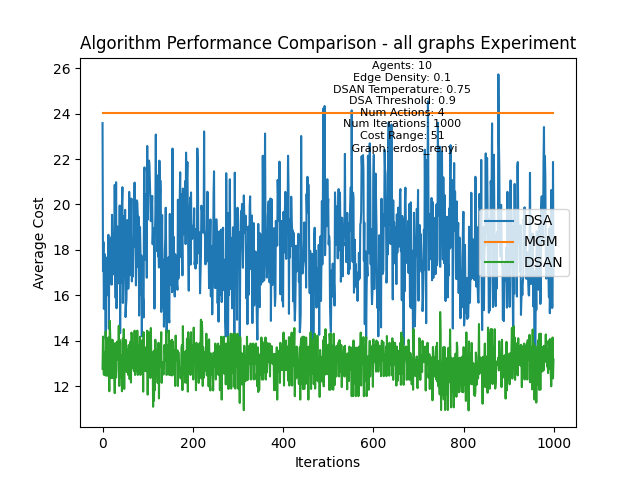 Algorithm Performance Comparison - all graphs Experiment
Agents: 10
Edge Density: 0.1
DSAN Temperature: 0.75
DSA Threshold: 0.9
Num Actions: 4
Num Iterations: 1000
Cost Range: 51
Graph: erdos_renyi
26
24
22
20
18
16
14
12
Average Cost
DSA
MGM
DSAN
0
200
400
600
800
1000
Iterations